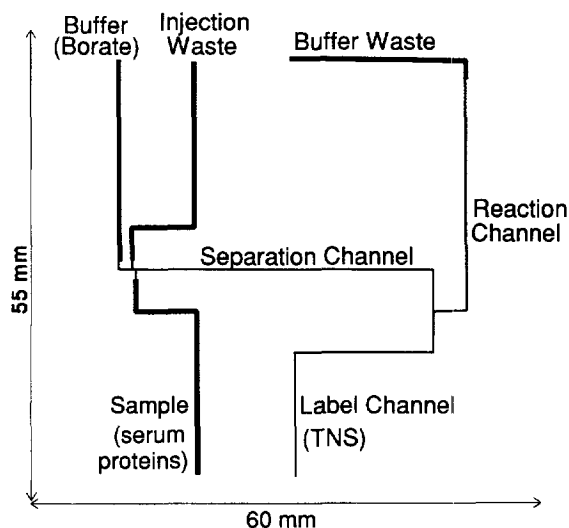 Buffer
(Borate)
Injection
Waste
Buffer Waste
Reaction
Channel
Separation Channel
55 mm
Sample
(serum
proteins)
Label Channel
(TNS)
60 mm